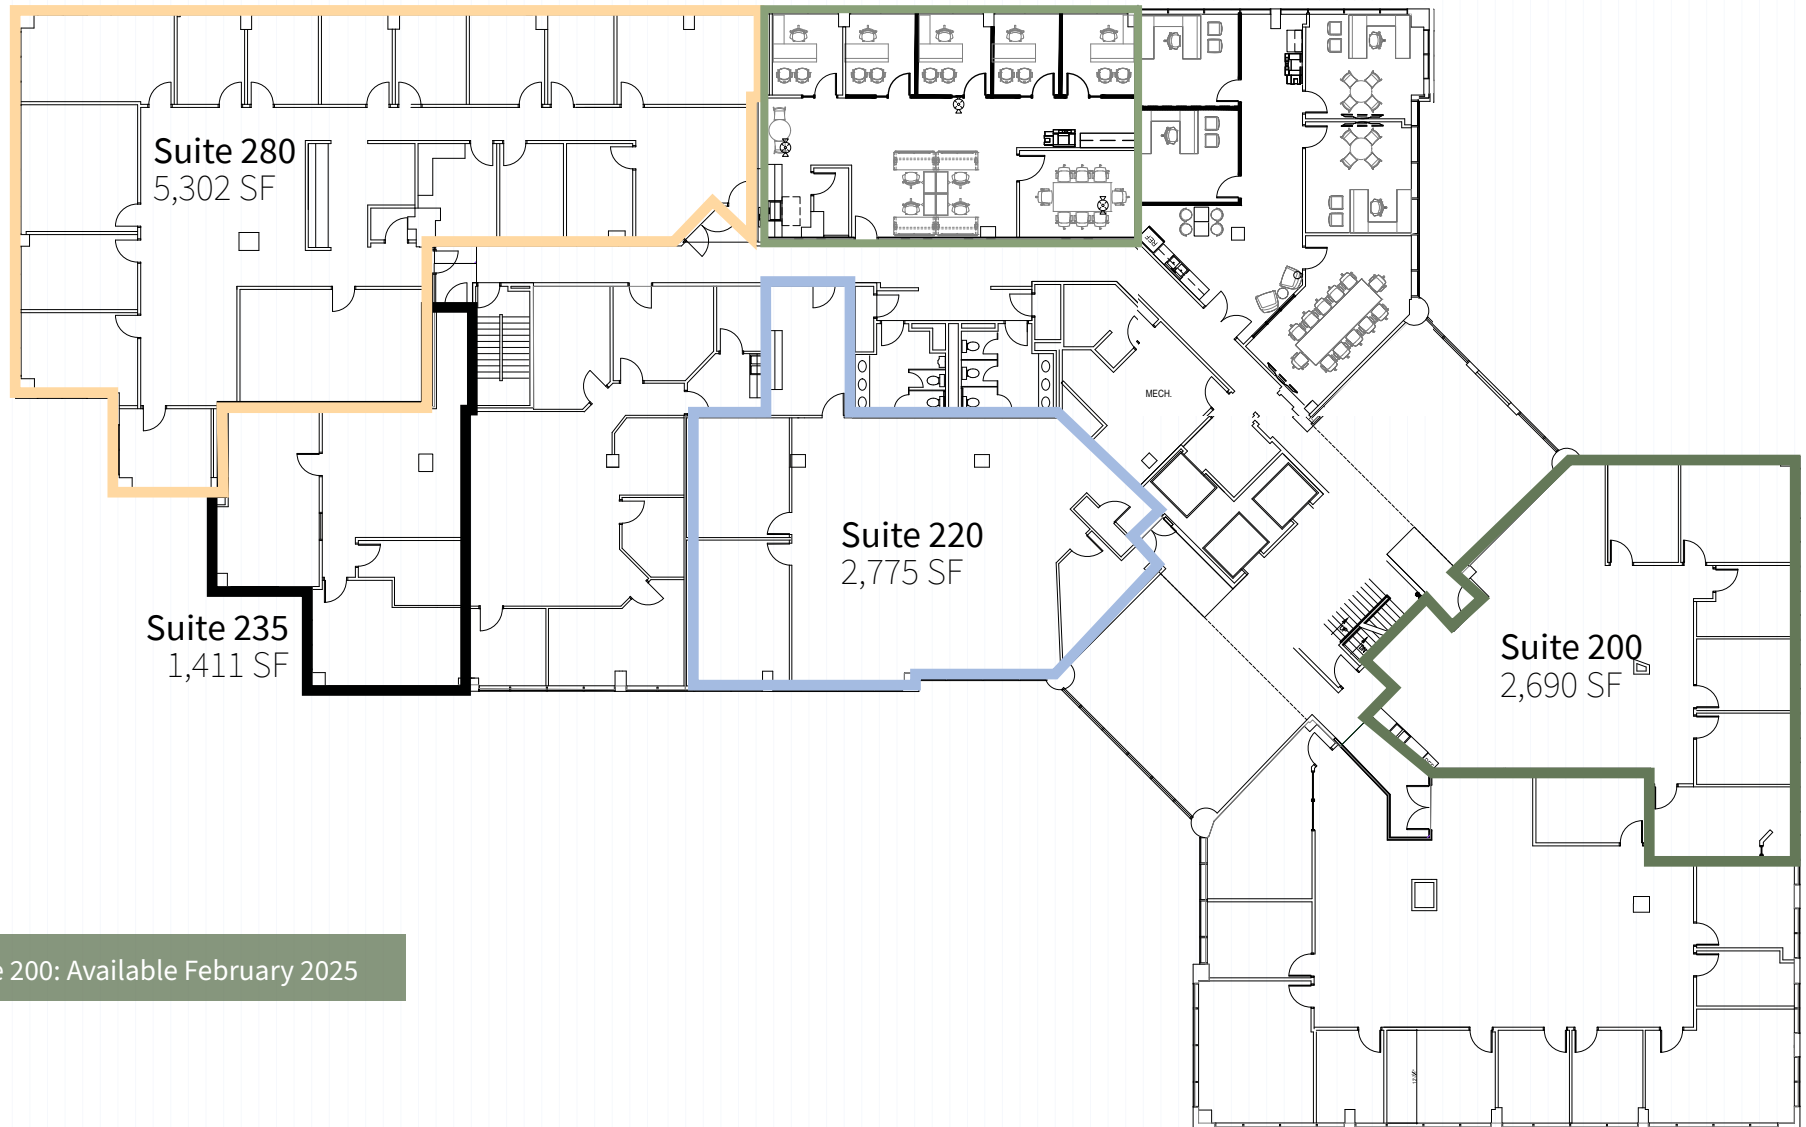 Suite 280
5,302 SF
REF.
MECH.
Suite 220
2,775 SF
Suite 235
1,411 SF
Suite 200
2,690 SF
200: Available February 2025